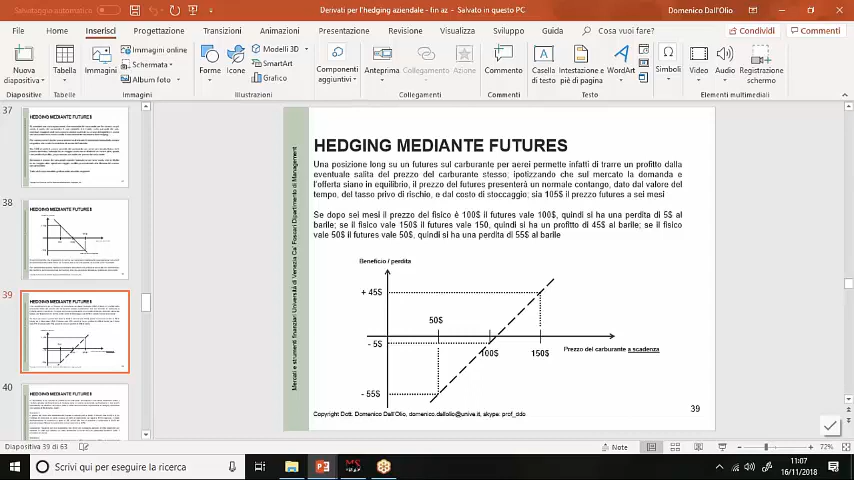 Salvataggio automatico
Derivati per l'hedging aziendale - fin az - Salvato in questo PC
Domenico Dall'Olio
File Home Inserisci Progettazione Transizioni Animazioni Presentazione Revisione Visualizza Sviluppo Guida Cosa vuoi fare?
Condividi Commenti
Nuova diapositiva
Tabella
Immagini
Immagini online
Schermata
Album foto
Forme
Icone
Modelli 3D
SmartArt
Grafico
Componenti aggiuntivi
Anteprima
Collegamento
Azione
Commento
Casella di testo
Intestazione e piè di pagina
WordArt
Simboli
Video
Audio
Registrazione schermo
Diapositive Tabelle Immagini Illustrazioni Collegamenti Commenti Testo Elementi multimediali
37
HEDGING MEDIANTE FUTURES
38
HEDGING MEDIANTE FUTURES
39
HEDGING MEDIANTE FUTURES
40
HEDGING MEDIANTE FUTURES
Mercati e strumenti finanziari Università di Venezia Ca' Foscari Dipartimento di Management
HEDGING MEDIANTE FUTURES
Una posizione long su un futures sul carburante per aerei permette infatti di trarre un profitto dalla
eventuale salita del prezzo del carburante stesso; ipotizzando che sul mercato la domanda e
l'offerta siano in equilibrio, il prezzo del futures presenterà un normale contango, dato dal valore del
tempo, del tasso privo di rischio, e dal costo di stoccaggio; sia 105$ il prezzo futures a sei mesi
Se dopo sei mesi il prezzo del fisico è 100$ il futures vale 100$, quindi si ha una perdita di 5$ al
barile; se il fisico vale 150$ il futures vale 150, quindi si ha un profitto di 45$ al barile; se il fisico
vale 50$ il futures vale 50$, quindi si ha una perdita di 55$ al barile
Beneficio / perdita
+ 45$
50$
- 5$
100$
150$
Prezzo del carburante a scadenza
- 55$
Copyright Dott. Domenico Dall'Olio, domenico.dallolio@unive.it, skype: prof_ddo
39
Diapositiva 39 di 63
Note
72%
Scrivi qui per eseguire la ricerca
11:07
16/11/2018